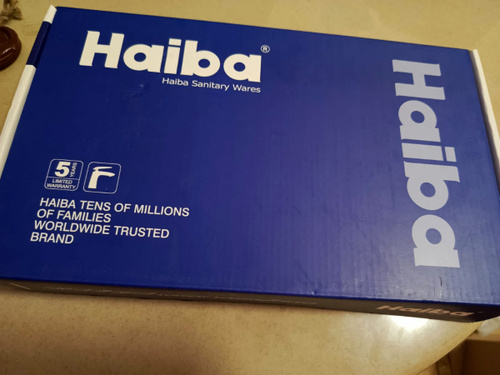 Haiba®
Haiba Sanitary Wares
Haiba
5 YEARS
LIMITED
WARRANTY
HAIBA TENS OF MILLIONS
OF FAMILIES
WORLDWIDE TRUSTED
BRAND
Haiba